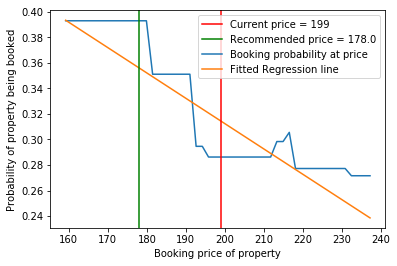 0.40
0.38
0.36
0.34
0.32
0.30
0.28
0.26
0.24
Probability of property being booked
Current price = 199
Recommended price = 178.0
Booking probability at price
Fitted Regression line
160 170 180 190 200 210 220 230 240
Booking price of property